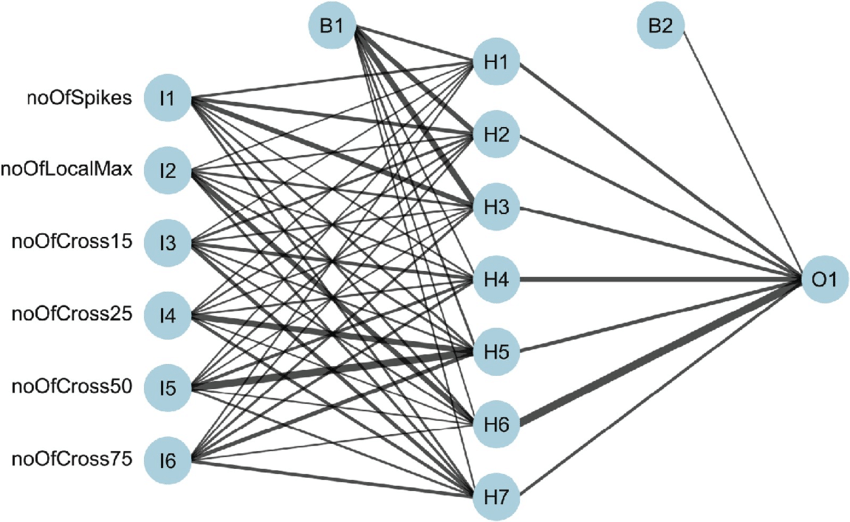 B1
B2
H1
noOfSpikes I1
H2
noOfLocalMax I2
H3
noOfCross15 I3
H4
O1
noOfCross25 I4
H5
noOfCross50 I5
H6
noOfCross75 I6
H7